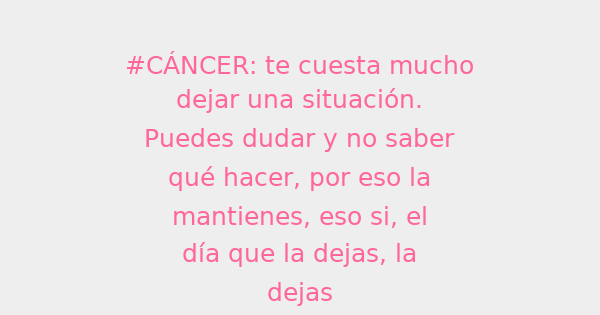 #CÁNCER: te cuesta mucho
dejar una situación.
Puedes dudar y no saber
qué hacer, por eso la
mantienes, eso si, el
día que la dejas, la
dejas